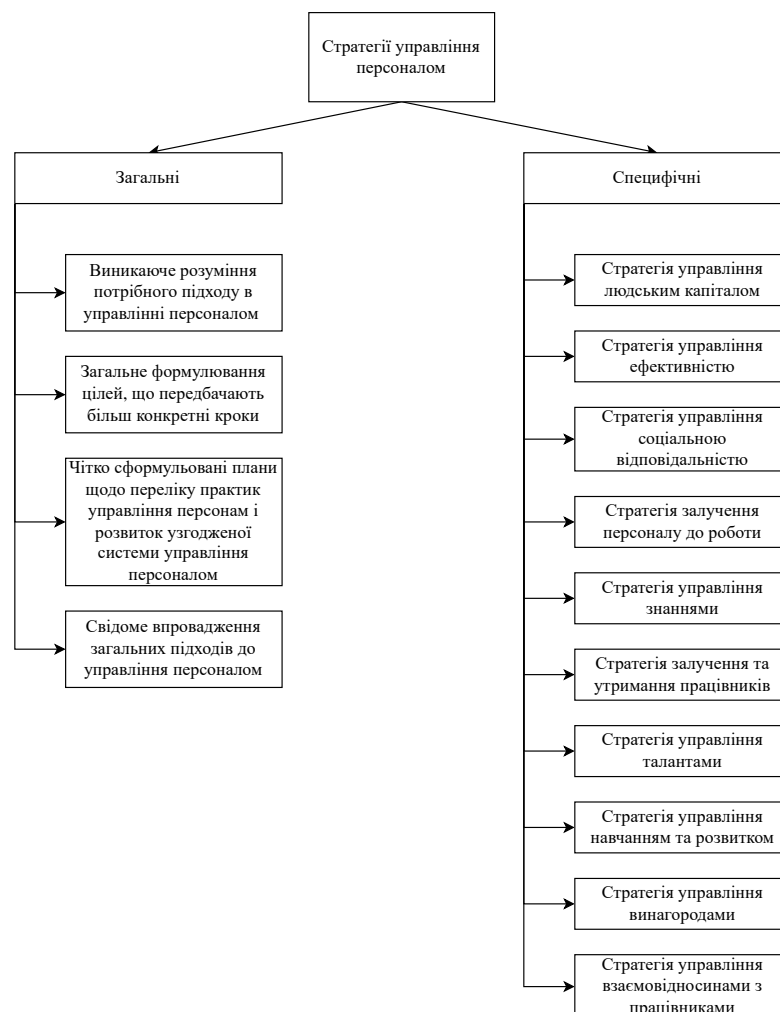 Стратегії управління
персоналом
Загальні
Специфічні
Виникаюче розуміння
потрібного підходу в
управлінні персоналом
Загальне формулювання
цілей, що передбачають
більш конкретні кроки
Чітко сформульовані плани
щодо переліку практик
управління персонам і
розвиток узгодженої
системи управління
персоналом
Свідоме впровадження
загальних підходів до
управління персоналом
Стратегія управління
людським капіталом
Стратегія управління
ефективністю
Стратегія управління
соціальною
відповідальністю
Стратегія залучення
персоналу до роботи
Стратегія управління
знаннями
Стратегія залучення та
утримання працівників
Стратегія управління
талантами
Стратегія управління
навчанням та розвитком
Стратегія управління
винагородами
Стратегія управління
взаємовідносинами з
працівниками